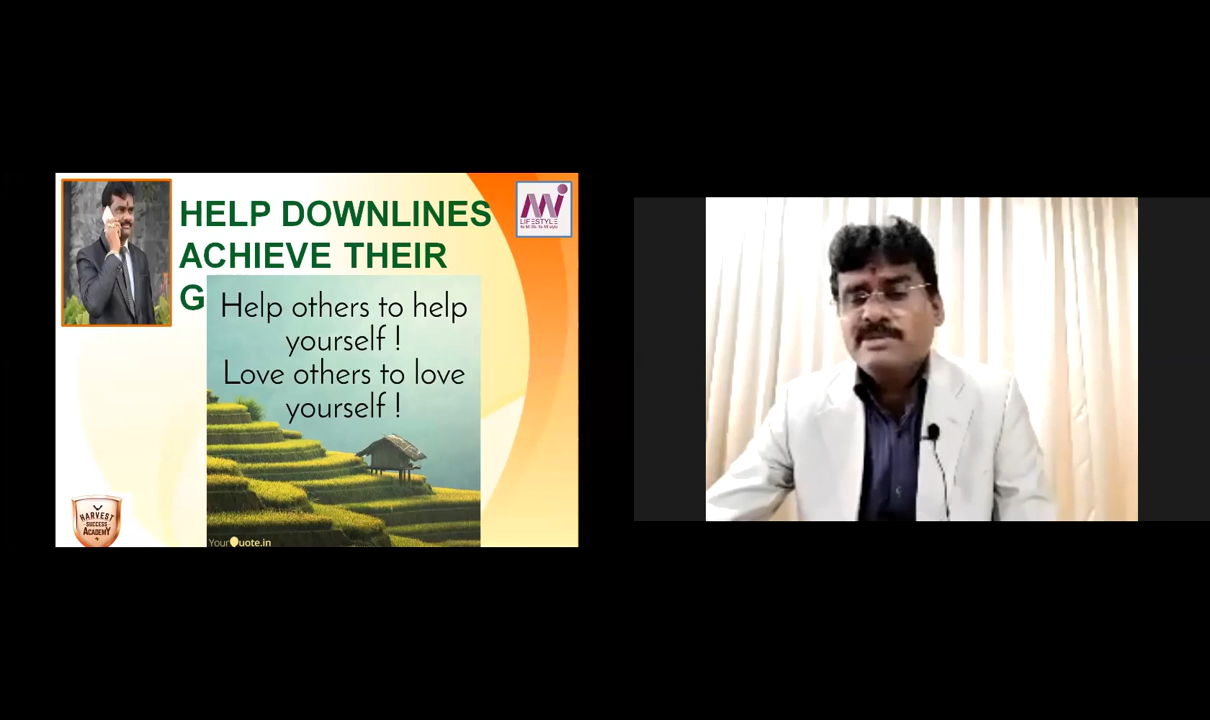 HELP DOWNLINES
ACHIEVE THEIR
G
Help others to help
yourself !
Love others to love
yourself !
MI
LIFESTYLE
HARVEST
SUCCESS
ACADEMY
YourQuote.in